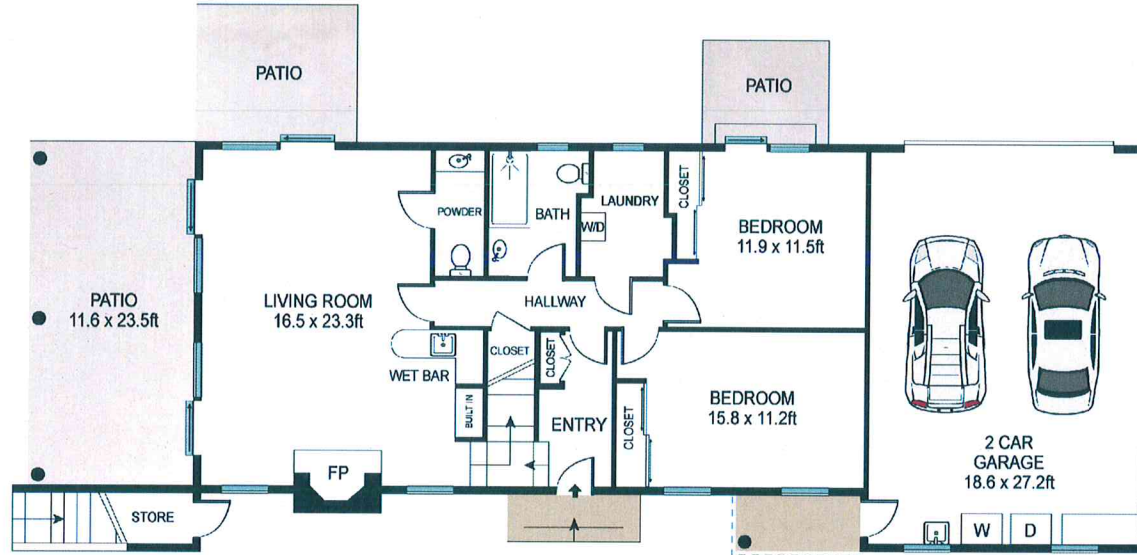 PATIO
PATIO
CLOSET
POWDER
BATH
LAUNDRY
W/D
BEDROOM
11.9 x 11.5ft
PATIO
11.6 x 23.5ft
LIVING ROOM
16.5 x 23.3ft
HALLWAY
WET BAR
CLOSET
CLOSET
BUILT IN
ENTRY
CLOSET
BEDROOM
15.8 x 11.2ft
2 CAR
GARAGE
18.6 x 27.2ft
FP
STORE
W
D